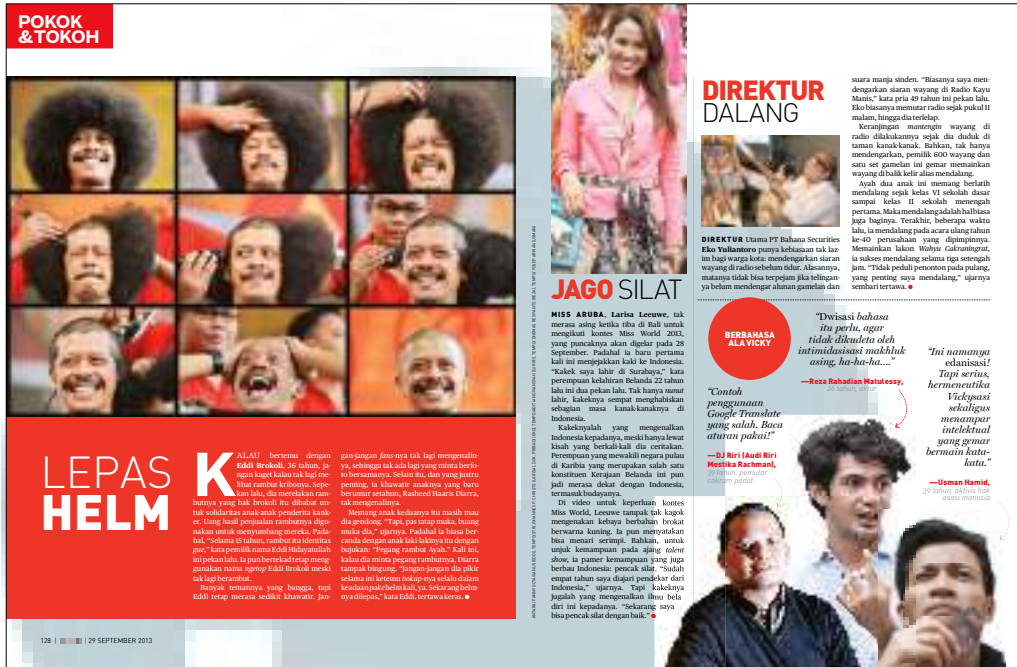 POKOK
&TOKOH
LEPAS
HELM
KALAU bertemu dengan
Eddi Brokoli, 36 tahun, ja-
ngan kaget kalau tak lagi me-
lihat rambut kribonya. Sepe-
kan lalu, dia merelakan ram-
butnya yang bak brokoli itu dibabat un-
tuk solidaritas anak-anak penderita kank-
er. Uang hasil penjualan rambutnya digu-
nakan untuk menyumbang mereka. Pada-
hal, "Selama 15 tahun, rambut itu identitas
gue," kata pemilik nama Eddi Hidayatullah
ini pekan lalu. Ia pun bertekad tetap meng-
gunakan nama ngetop Eddi Brokoli meski
tak lagi berambut.
Banyak temannya yang bangga, tapi
Eddi tetap merasa sedikit khawatir. Jan-
gan-jangan fans-nya tak lagi mengenalin-
ya, sehingga tak ada lagi yang minta berfo-
to bersamanya. Selain itu, dan yang justru
penting, ia khawatir anaknya yang baru
berumur setahun, Rasheed Haaris Diarra,
tak mengenalinya.
Memang anak keduanya itu masih mau
dia gendong. "Tapi, pas tatap muka, buang
muka dia," ujarnya. Padahal ia biasa ber-
canda dengan anak laki-lakinya itu dengan
bujukan: "Pegang rambut Ayah." Kali ini,
kalau dia minta pegang rambutnya, Diarra
tampak bingung. "Jangan-jangan dia pikir
selama ini ketemu bokap-nya selalu dalam
keadaan pake helm kali, ya. Sekarang helm-
nya dilepas," kata Eddi, tertawa keras.
JAGO SILAT
MISS ARUBA, Larisa Leeuwe, tak
merasa asing ketika tiba di Bali untuk
mengikuti kontes Miss World 2013,
yang puncaknya akan digelar pada 28
September. Padahal ia baru pertama
kali ini menjejakkan kaki ke Indonesia.
"Kakek saya lahir di Surabaya," kata
perempuan kelahiran Belanda 22 tahun
lalu ini dua pekan lalu. Tak hanya numut
lahir, kakeknya sempat menghabiskan
sebagian masa kanak-kanaknya di
Indonesia.
Kakeknyalah yang mengenalkan
Indonesia kepadanya, meski hanya lewat
kisah yang berkali-kali dia ceritakan.
Perempuan yang mewakili negara pulau
di Karibia yang merupakan salah satu
konstituen Kerajaan Belanda ini pun
jadi merasa dekat dengan Indonesia,
termasuk budayanya.
Di video untuk keperluan kontes
Miss World, Leeuwe tampak tak kagok
mengenakan kebaya berbahan brokat
berwarna kuning. Ia pun menyatakan
bisa menari serimpi. Bahkan, untuk
unjuk kemampuan pada ajang talent
show, ia pamer kemampuan yang juga
berbau Indonesia: pencak silat. "Sudah
empat tahun saya diajari pendekar dari
Indonesia," ujarnya. Tapi kakeknya
jugalah yang mengenalkan ilmu bela
diri ini kepadanya. "Sekarang saya
bisa pencak silat dengan baik."
DIREKTUR
DALANG
DIREKTUR Utama PT Bahana Securities
Eko Yuliantoro punya kebiasaan tak laz-
im bagi warga kota: mendengarkan siaran
wayang di radio sebelum tidur. Alasannya,
matanya tidak bisa terpejam jika telingan-
ya belum mendengar alunan gamelan dan
suara manja sinden. "Biasanya saya men-
dengarkan siaran wayang di Radio Kayu
Manis," kata pria 49 tahun ini pekan lalu.
Eko biasanya memutar radio sejak pukul II
malam, hingga dia terlelap.
Keranjingan mantengin wayang di
radio dilakukannya sejak dia duduk di
taman kanak-kanak. Bahkan, tak hanya
mendengarkan, pemilik 600 wayang dan
satu set gamelan ini gemar memainkan
wayang di balik kelir alias mendalang.
Ayah dua anak ini memang berlatih
mendalang sejak kelas VI sekolah dasar
sampai kelas II sekolah menengah
pertama. Maka mendalang adalah hal biasa
juga baginya. Terakhir, beberapa waktu
lalu, ia mendalang pada acara ulang tahun
ke-40 perusahaan yang dipimpinnya.
Memainkan lakon Wahyu Cakraningrat,
ia sukses mendalang selama tiga setengah
jam. "Tidak peduli penonton pada pulang,
yang penting saya mendalang," ujarnya
sembari tertawa.
BERBAHASA
ALA VICKY
"Dwisasi bahasa
itu perlu, agar
tidak dikudeta oleh
intimidasisasi makhluk
asing, ha-ha-ha...."
—Reza Rahadian Matulessy,
36 tahun, aktor
"Contoh
penggunaan
Google Translate
yang salah. Baca
aturan pakai!"
—DJ Riri (Audi Riri
Mestika Rachman),
39 tahun, pemutar
cakram padat
"Ini namanya
edanisasi!
Tapi serius,
hermeneutika
Vickysasi
sekaligus
menampar
intelektual
yang gemar
bermain kata-
kata."
—Usman Hamid,
39 tahun, aktivis hak
asasi manusia
128 | | 29 SEPTEMBER 2013